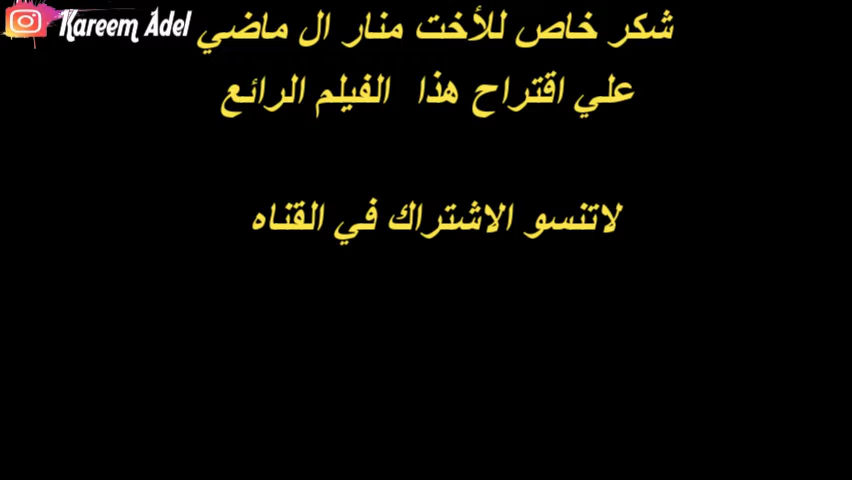 Kareem Adel
شكر خاص للأخت منار ال ماضي
علي اقتراح هذا الفيلم الرائع
لاتنسو الاشتراك في القناه